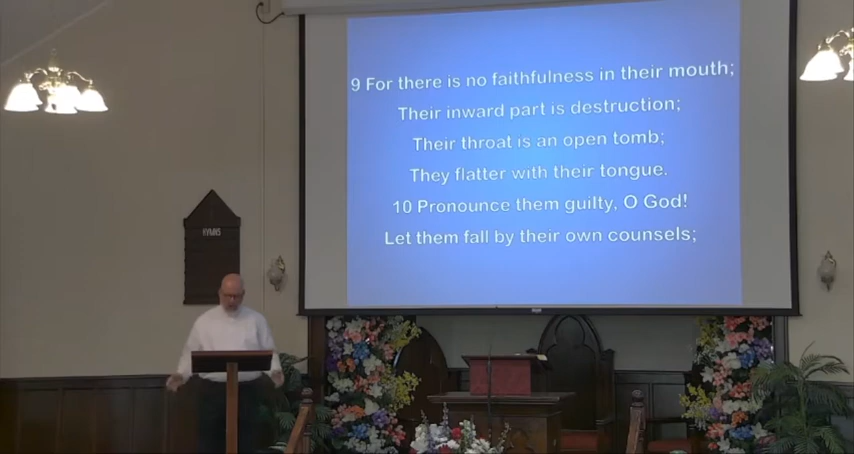 9 For there is no faithfulness in their mouth;
Their inward part is destruction;
Their throat is an open tomb;
They flatter with their tongue.
10 Pronounce them guilty, O God!
Let them fall by their own counsels;
HYMNS